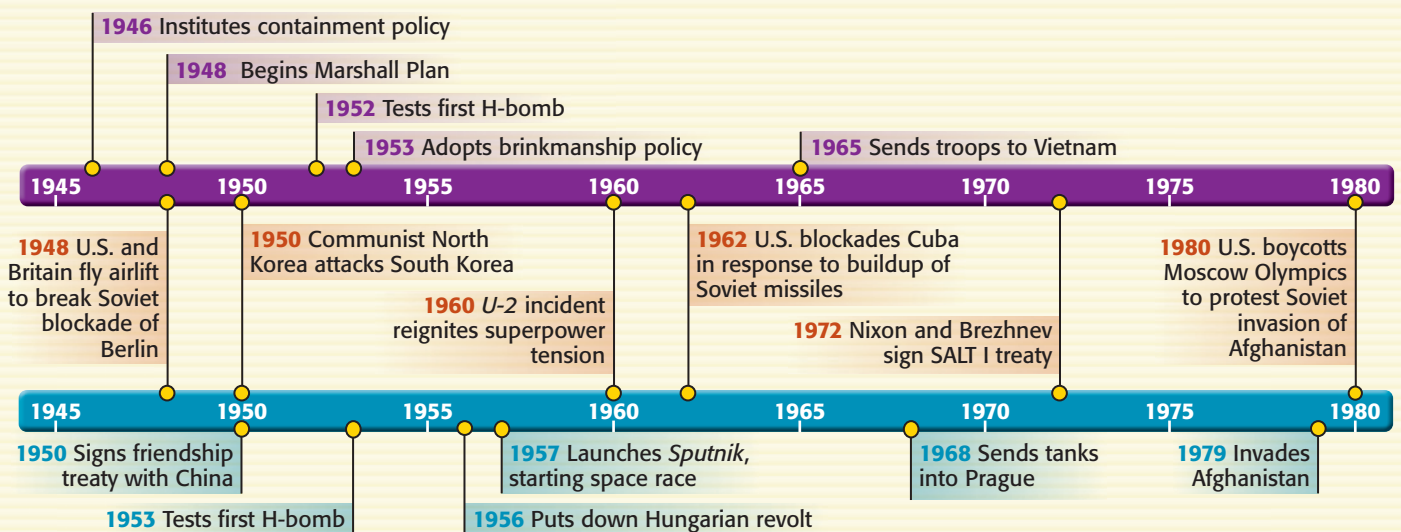 1946 Institutes containment policy
1948 Begins Marshall Plan
1952 Tests first H-bomb
1953 Adopts brinkmanship policy
1965 Sends troops to Vietnam
1945 1950 1955 1960 1965 1970 1975 1980
1948 U.S. and
Britain fly airlift
to break Soviet
blockade of
Berlin
1950 Communist North
Korea attacks South Korea
1960 U-2 incident
reignites superpower
tension
1962 U.S. blockades Cuba
in response to buildup of
Soviet missiles
1972 Nixon and Brezhnev
sign SALT I treaty
1980 U.S. boycotts
Moscow Olympics
to protest Soviet
invasion of
Afghanistan
1945 1950 1955 1960 1965 1970 1975 1980
1950 Signs friendship
treaty with China
1953 Tests first H-bomb
1956 Puts down Hungarian revolt
1957 Launches Sputnik,
starting space race
1968 Sends tanks
into Prague
1979 Invades
Afghanistan